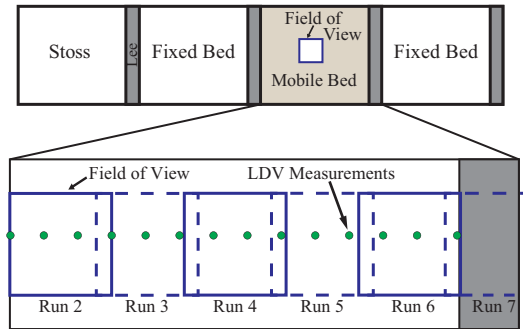 Field of
View
Stoss
Lee
Fixed Bed
Mobile Bed
Fixed Bed
Field of View
LDV Measurements
Run 2
Run 3
Run 4
Run 5
Run 6
Run 7